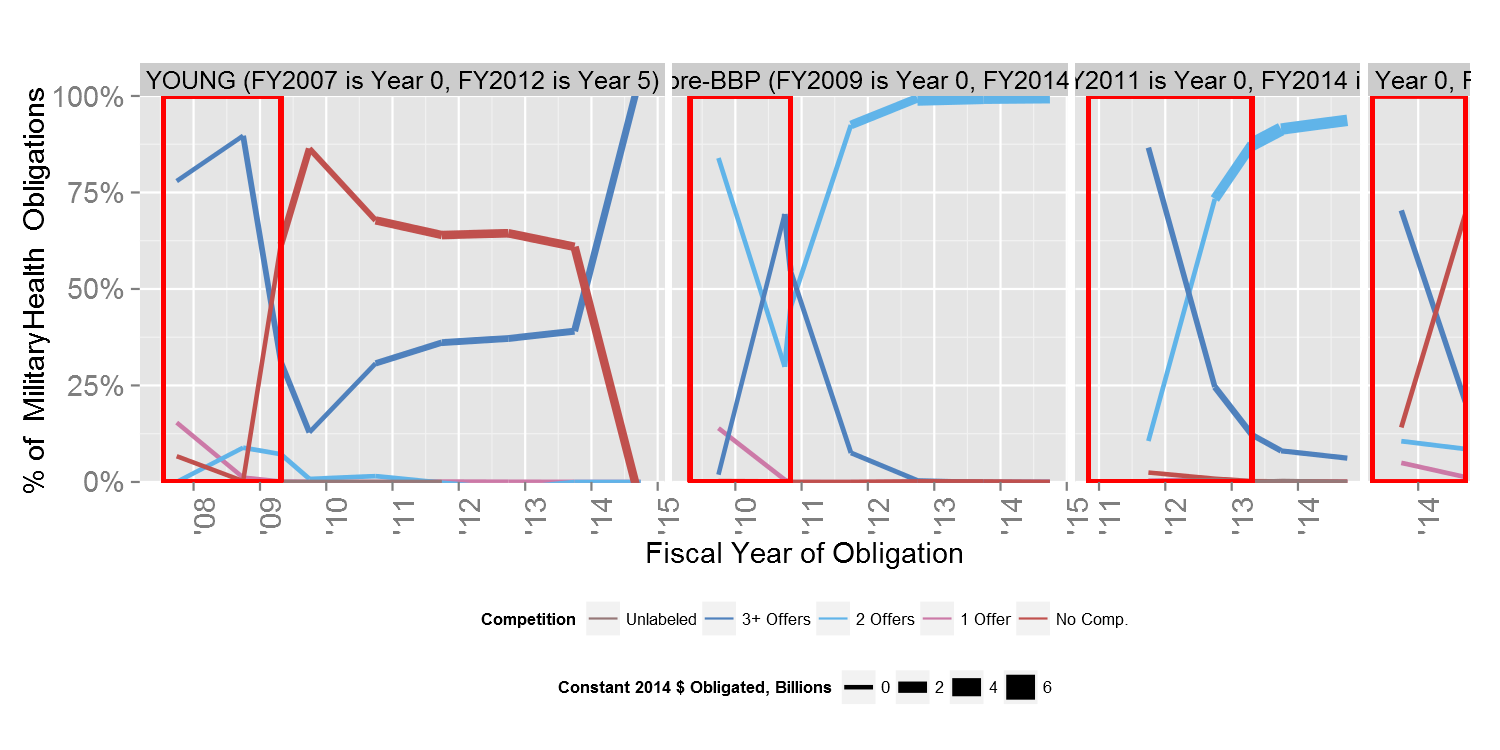 YOUNG (FY2007 is Year 0, FY2012 is Year 5)
pre-BBP (FY2009 is Year 0, FY2014
Y2011 is Year 0, FY2014 i
Year 0, F
% of MilitaryHealth Obligations
100%
75%
50%
25%
0%
'08 '09 '10 '11 '12 '13 '14 '15
'10 '11 '12 '13 '14 '15
'11 '12 '13 '14
'14
Fiscal Year of Obligation
Competition Unlabeled 3+ Offers 2 Offers 1 Offer No Comp.
Constant 2014 $ Obligated, Billions 0 2 4 6